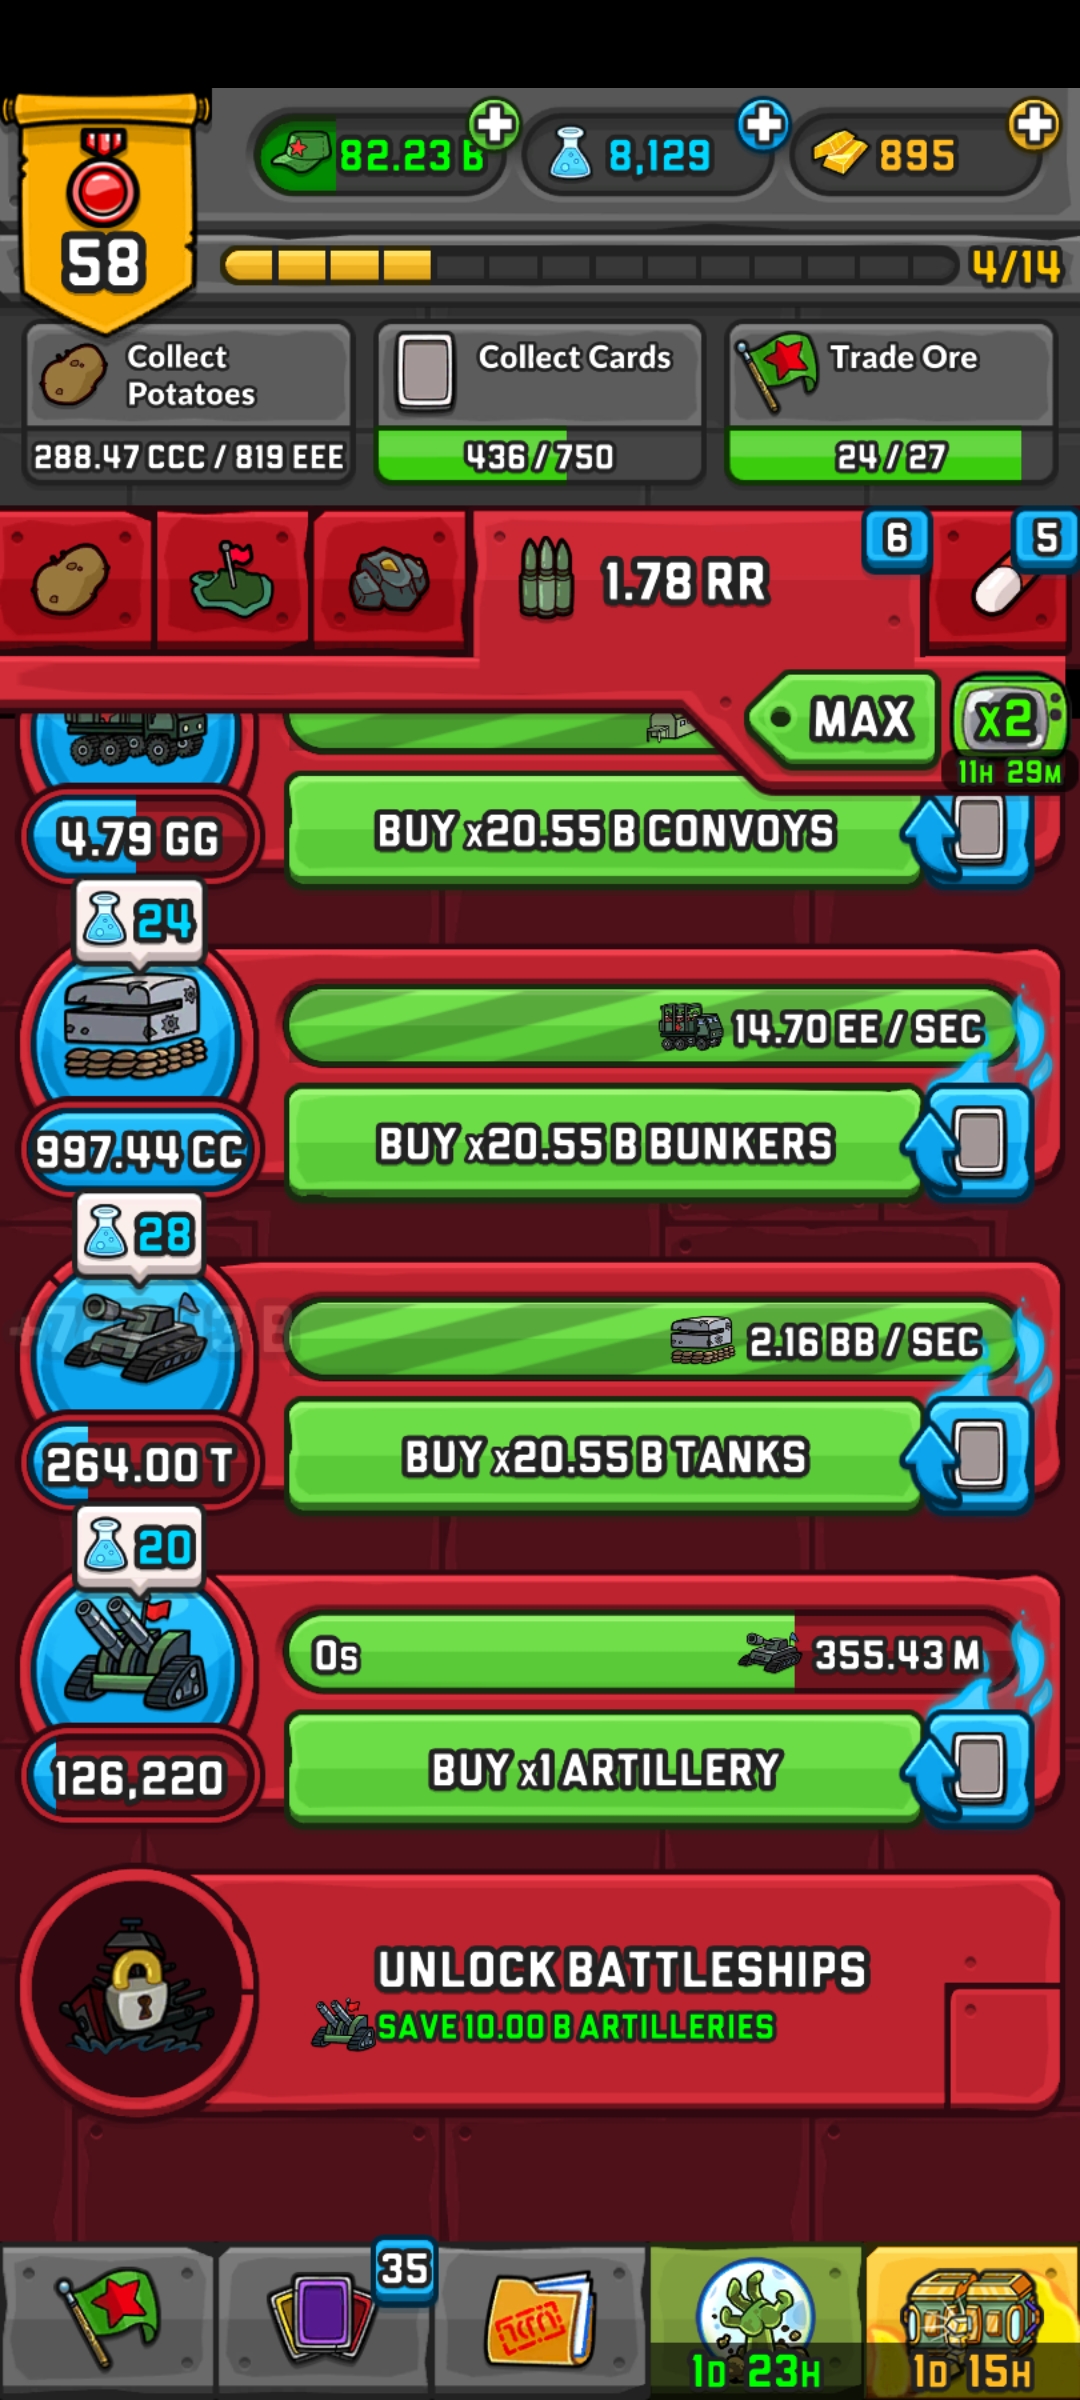 82.23 B
8,129
895
58
4/14
Collect
Potatoes
288.47 CCC / 819 EEE
Collect Cards
436 / 750
Trade Ore
24 / 27
1.78 RR
6
5
MAX
x2
11H 29M
4.79 GG
BUY x20.55 B CONVOYS
24
14.70 EE / SEC
997.44 CC
BUY x20.55 B BUNKERS
28
2.16 BB / SEC
264.00 T
BUY x20.55 B TANKS
20
0s
355.43 M
126,220
BUY x1 ARTILLERY
UNLOCK BATTLESHIPS
SAVE 10.00 B ARTILLERIES
35
1D 23H
1D 15H